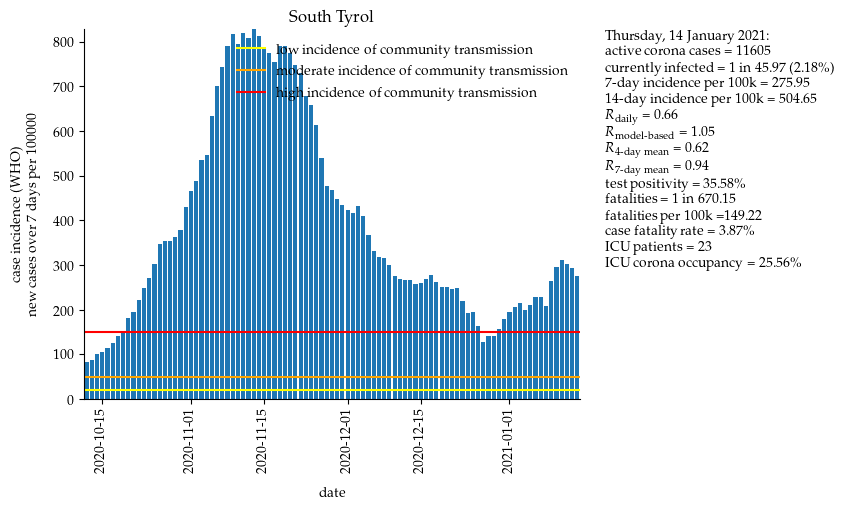 South Tyrol
low incidence of community transmission
moderate incidence of community transmission
high incidence of community transmission
case incidence (WHO)
new cases over 7 days per 100000
800
700
600
500
400
300
200
100
0
2020-10-15
2020-11-01
2020-11-15
2020-12-01
2020-12-15
2021-01-01
date
Thursday, 14 January 2021:
active corona cases = 11605
currently infected = 1 in 45.97 (2.18%)
7-day incidence per 100k = 275.95
14-day incidence per 100k = 504.65
R daily = 0.66
R model-based = 1.05
R 4-day mean = 0.62
R 7-day mean = 0.94
test positivity = 35.58%
fatalities = 1 in 670.15
fatalities per 100k =149.22
case fatality rate = 3.87%
ICU patients = 23
ICU corona occupancy = 25.56%